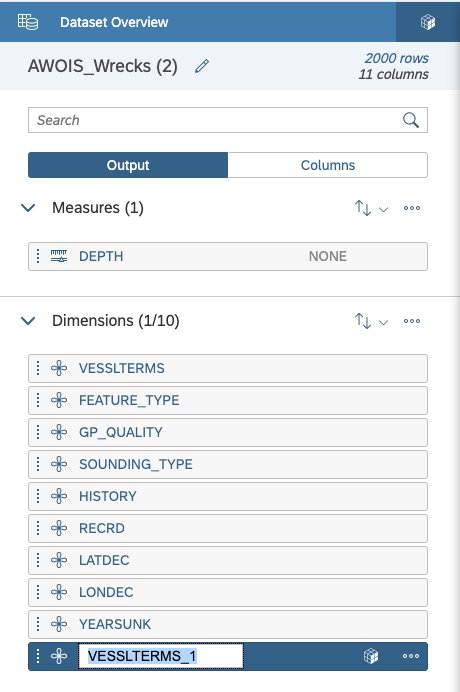 Dataset Overview
AWOIS_Wrecks (2)
2000 rows
11 columns
Search
Output
Columns
Measures (1)
DEPTH NONE
Dimensions (1/10)
VESSLTERMS
FEATURE_TYPE
GP_QUALITY
SOUNDING_TYPE
HISTORY
RECRD
LATDEC
LONDEC
YEARSUNK
VESSLTERMS_1